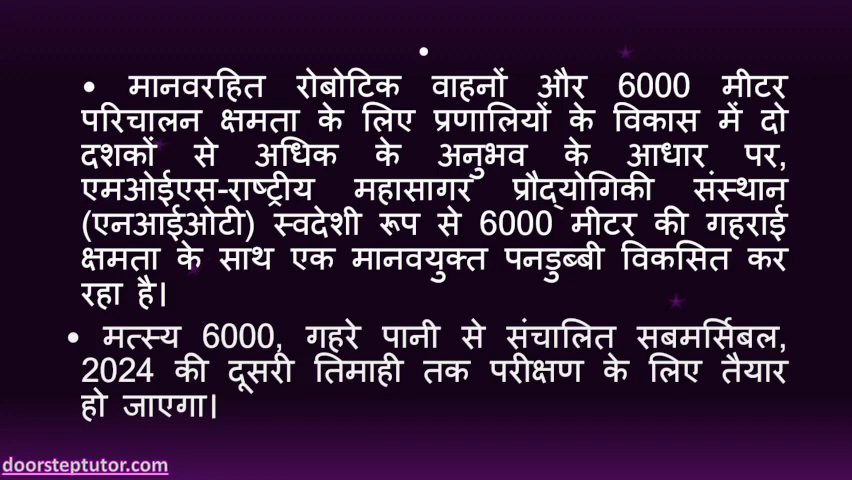 •
• मानवरहित रोबोटिक वाहनों और 6000 मीटर
परिचालन क्षमता के लिए प्रणालियों के विकास में दो
दशकों से अधिक के अनुभव के आधार पर,
एमओईएस-राष्ट्रीय महासागर प्रौद्योगिकी संस्थान
(एनआईओटी) स्वदेशी रूप से 6000 मीटर की गहराई
क्षमता के साथ एक मानवयुक्त पनडुब्बी विकसित कर
रहा है।
• मत्स्य 6000, गहरे पानी से संचालित सबमर्सिबल,
2024 की दूसरी तिमाही तक परीक्षण के लिए तैयार
हो जाएगा।
doorsteptutor.com